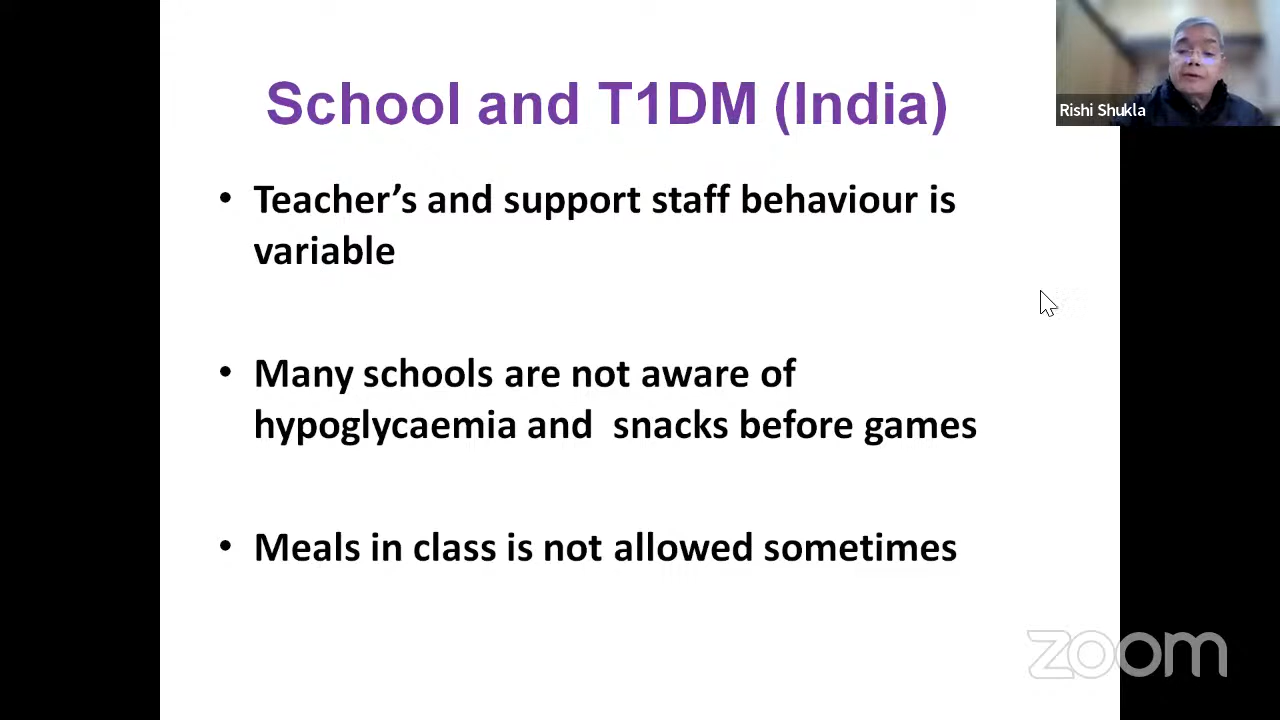 School and T1DM (India)
Rishi Shukla
• Teacher’s and support staff behaviour is
variable
• Many schools are not aware of
hypoglycaemia and  snacks before games
• Meals in class is not allowed sometimes
zoom